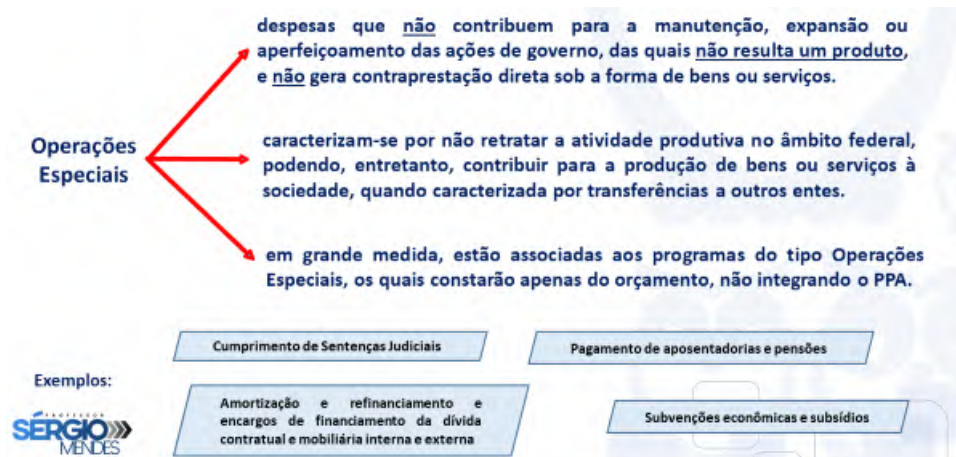 despesas que não contribuem para a manutenção, expansão ou
aperfeiçoamento das ações de governo, das quais não resulta um produto,
e não gera contraprestação direta sob a forma de bens ou serviços.
Operações
Especiais
caracterizam-se por não retratar a atividade produtiva no âmbito federal,
podendo, entretanto, contribuir para a produção de bens ou serviços à
sociedade, quando caracterizada por transferências a outros entes.
em grande medida, estão associadas aos programas do tipo Operações
Especiais, os quais constarão apenas do orçamento, não integrando o PPA.
Exemplos:
Cumprimento de Sentenças Judiciais
Pagamento de aposentadorias e pensões
Amortização e refinanciamento e
encargos de financiamento da dívida
contratual e mobiliária interna e externa
Subvenções econômicas e subsídios
PROFESSOR
SÉRGIO
MENDES